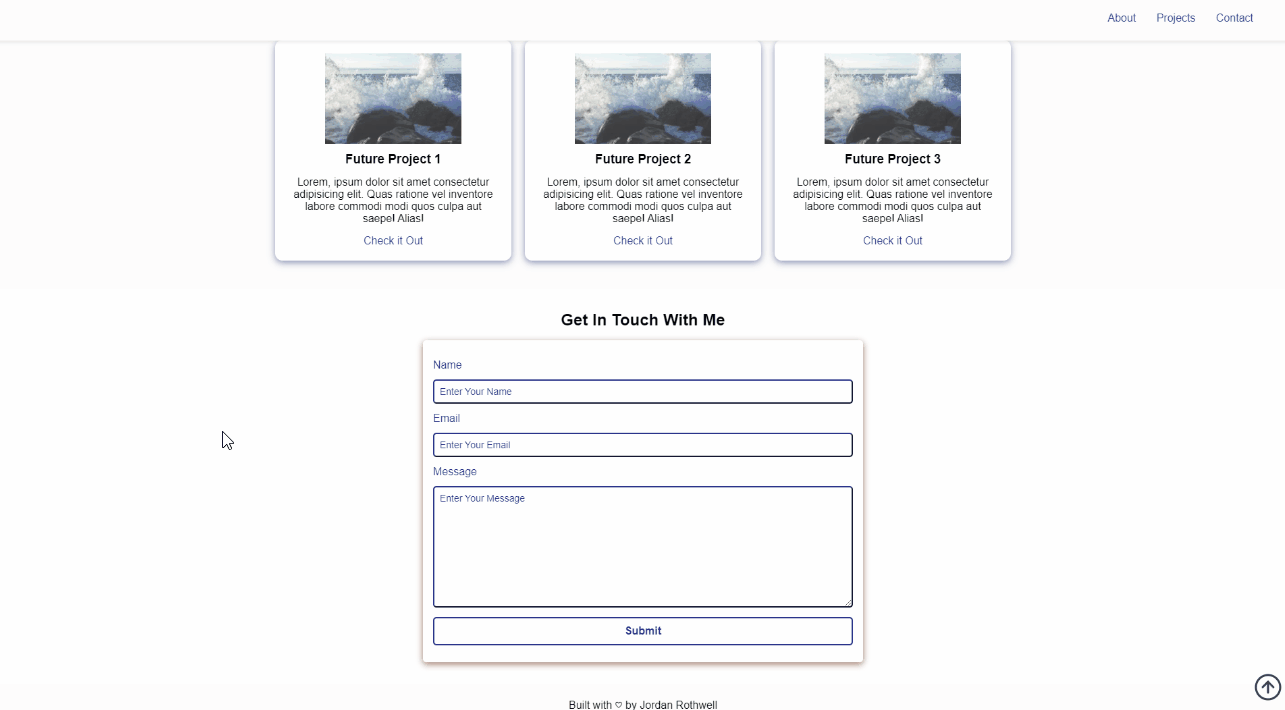 About Projects Contact
Future Project 1
Lorem, ipsum dolor sit amet consectetur
adipisicing elit. Quas ratione vel inventore
labore commodi modi quos culpa aut
saepe! Alias!
Check it Out
Future Project 2
Lorem, ipsum dolor sit amet consectetur
adipisicing elit. Quas ratione vel inventore
labore commodi modi quos culpa aut
saepe! Alias!
Check it Out
Future Project 3
Lorem, ipsum dolor sit amet consectetur
adipisicing elit. Quas ratione vel inventore
labore commodi modi quos culpa aut
saepe! Alias!
Check it Out
Get In Touch With Me
Name
Enter Your Name
Email
Enter Your Email
Message
Enter Your Message
Submit
Built with ♡ by Jordan Rothwell